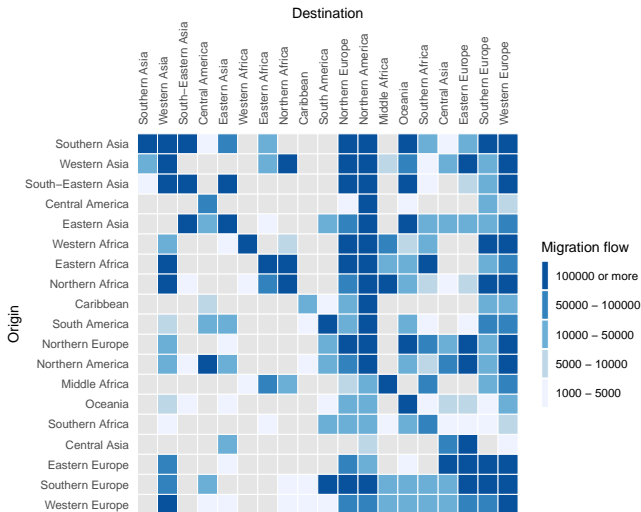 Destination
Southern Asia
Western Asia
South−Eastern Asia
Central America
Eastern Asia
Western Africa
Eastern Africa
Northern Africa
Caribbean
South America
Northern Europe
Northern America
Middle Africa
Oceania
Southern Africa
Central Asia
Eastern Europe
Southern Europe
Western Europe
Origin
Southern Asia
Western Asia
South−Eastern Asia
Central America
Eastern Asia
Western Africa
Eastern Africa
Northern Africa
Caribbean
South America
Northern Europe
Northern America
Middle Africa
Oceania
Southern Africa
Central Asia
Eastern Europe
Southern Europe
Western Europe
Migration flow
100000 or more
50000 − 100000
10000 − 50000
5000 − 10000
1000 − 5000